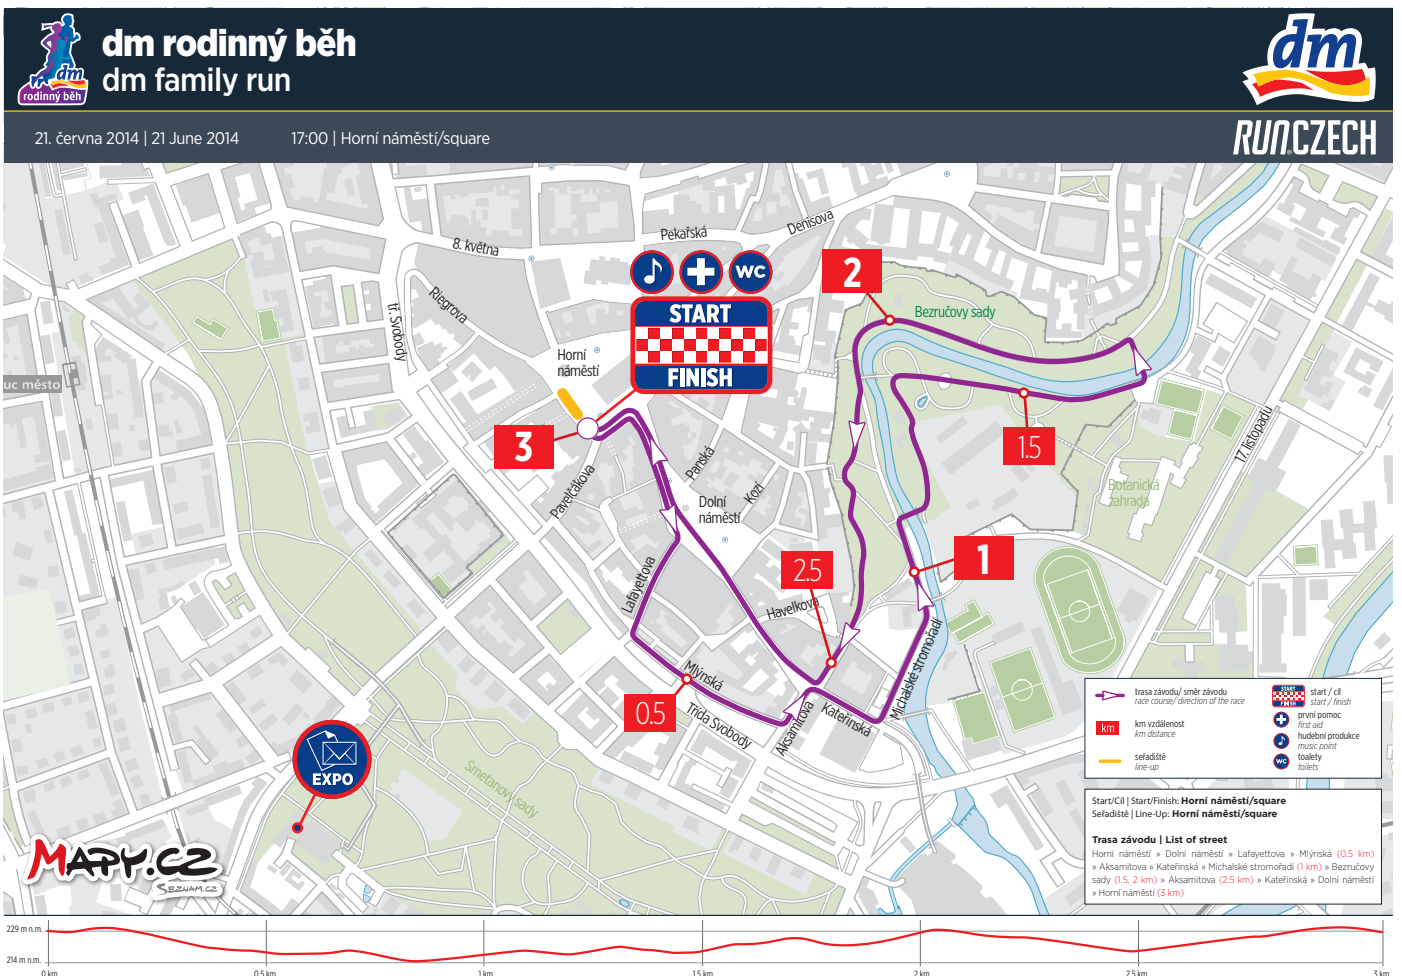 dm rodinný běh
dm family run
dm
rodinný běh
dm
21. června 2014 | 21 June 2014
17:00 | Horní náměstí/square
RUNCZECH
Denisova
Pekařská
8. května
WC
2
START
FINISH
Bezručovy sady
Riegrova
tř. Svobody
Horní
náměstí
uc město
3
1.5
17. listopadu
Panská
Pavelčákova
Kozí
Dolní
náměstí
Botanická
zahrada
1
2.5
Lafayettova
Havelkova
Michalské stromořadí
Mlýnská
0.5
Třída Svobody
Aksamitova
Kateřinská
EXPO
Smetanovy sady
MAPY.CZ
SEZNAM.CZ
trasa závodu/ směr závodu
race course/ direction of the race
km
km vzdálenost
km distance
seřadiště
line-up
START
FINISH
start / cíl
start / finish
první pomoc
first aid
hudební produkce
music point
WC
toalety
toilets
Start/Cíl | Start/Finish: Horní náměstí/square
Seřadiště | Line-Up: Horní náměstí/square
Trasa závodu | List of street
Horní náměstí » Dolní náměstí » Lafayettova » Mlýnská (0.5 km)
» Aksamitova » Kateřinská » Michalské stromořadí (1 km) » Bezručovy
sady (1.5, 2 km) » Aksamitova (2.5 km) » Kateřinská » Dolní náměstí
» Horní náměstí (3 km)
229 m n.m.
214 m n.m.
0 km
0.5 km
1 km
1.5 km
2 km
2.5 km
3 km